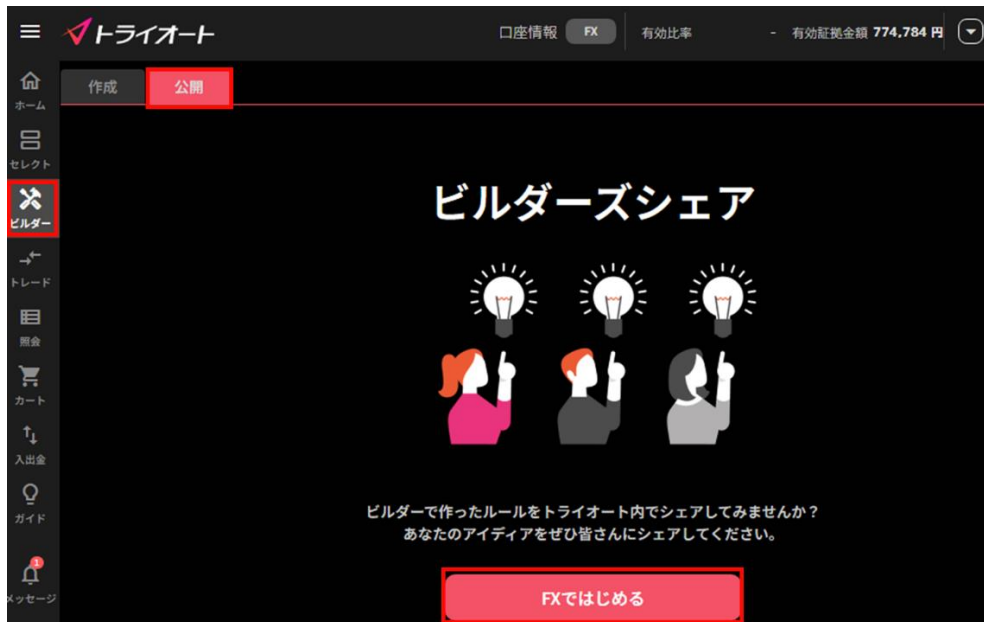 トライオート
口座情報 FX 有効比率 - 有効証拠金額 774,784 円
作成 公開
ホーム
セレクト
ビルダー
トレード
照会
カート
入出金
ガイド
1
メッセージ
ビルダーズシェア
ビルダーで作ったルールをトライオート内でシェアしてみませんか？
あなたのアイディアをぜひ皆さんにシェアしてください。
FXではじめる